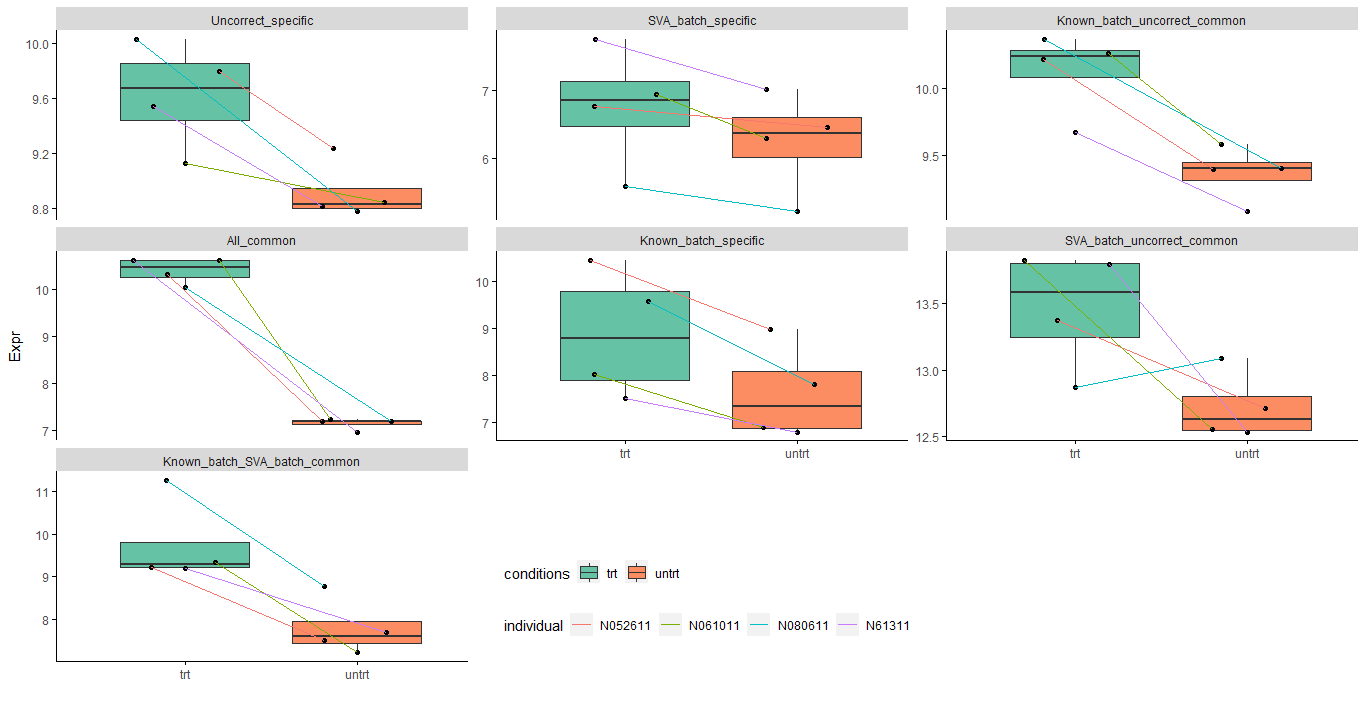 Uncorrect_specific
SVA_batch_specific
Known_batch_uncorrect_common
10.0
9.6
9.2
8.8
7
6
10.0
9.5
All_common
Known_batch_specific
SVA_batch_uncorrect_common
Expr
10
9
8
7
10
9
8
7
13.5
13.0
12.5
trt
untrt
trt
untrt
Known_batch_SVA_batch_common
11
10
9
8
trt
untrt
conditions trt untrt
individual N052611 N061011 N080611 N61311